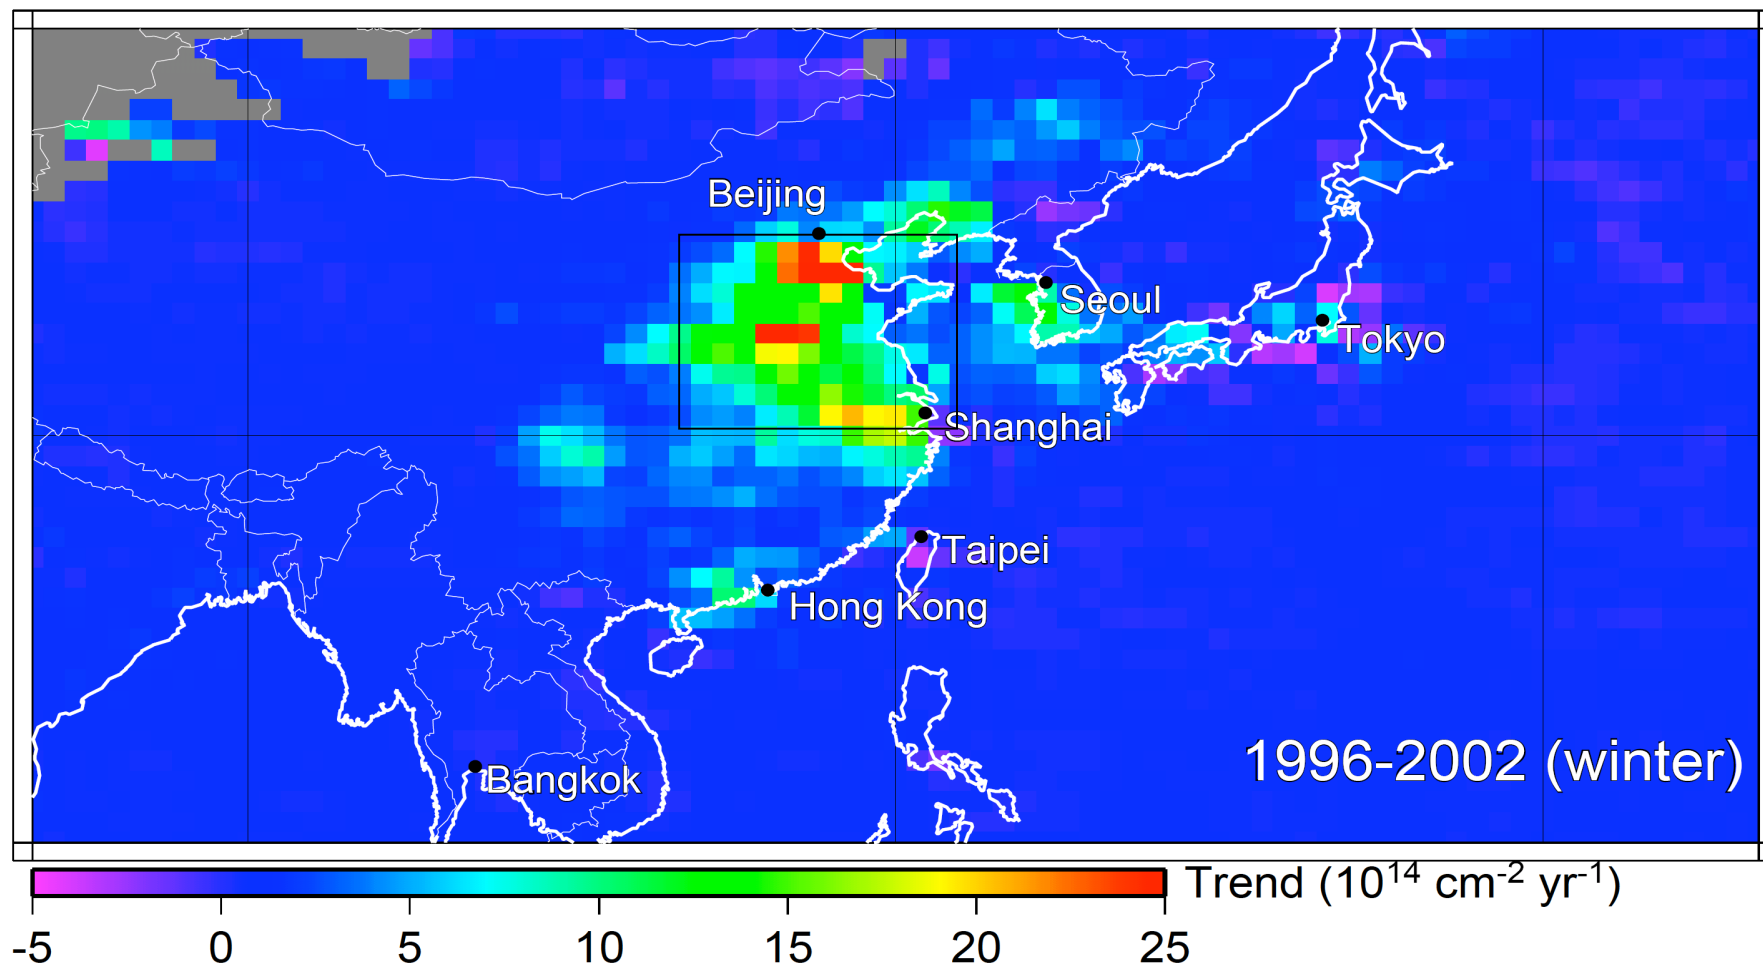 Beijing
Seoul
Tokyo
Shanghai
Taipei
Hong Kong
1996-2002 (winter)
Bangkok
Trend (10¹⁴ cm⁻² yr⁻¹)
-5 0 5 10 15 20 25